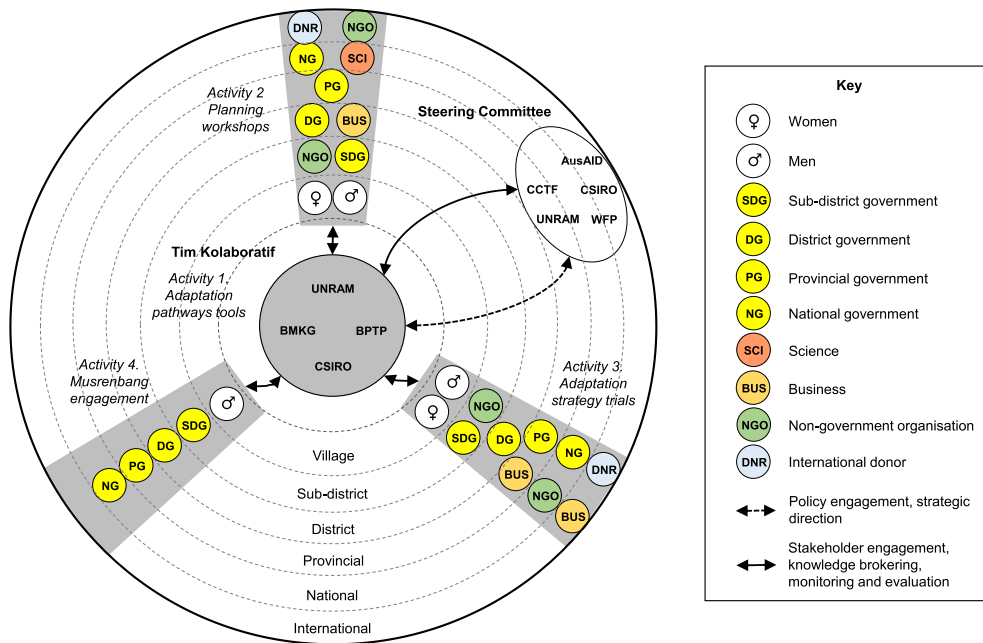 DNR
NGO
NG
SCI
PG
DG
BUS
NGO
SDG
♀
♂
Activity 2
Planning
workshops
Steering Committee
AusAID
CCTF
CSIRO
UNRAM
WFP
Tim Kolaboratif
Activity 1.
Adaptation
pathways tools
UNRAM
BMKG
BPTP
CSIRO
Activity 4.
Musrenbang
engagement
♂
SDG
DG
PG
NG
Activity 3.
Adaptation
strategy trials
♂
♀
NGO
SDG
DG
PG
NG
DNR
BUS
NGO
BUS
Village
Sub-district
District
Provincial
National
International
Key
♀ Women
♂ Men
SDG Sub-district government
DG District government
PG Provincial government
NG National government
SCI Science
BUS Business
NGO Non-government organisation
DNR International donor
Policy engagement, strategic
direction
Stakeholder engagement,
knowledge brokering,
monitoring and evaluation